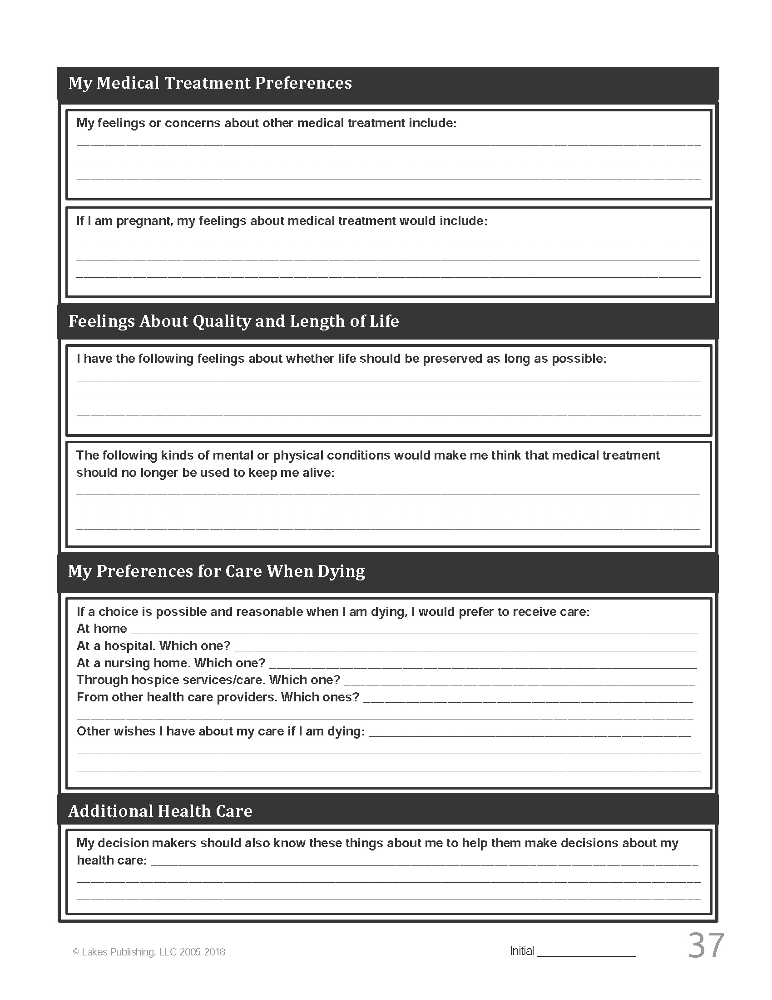 My Medical Treatment Preferences
My feelings or concerns about other medical treatment include:
If I am pregnant, my feelings about medical treatment would include:
Feelings About Quality and Length of Life
I have the following feelings about whether life should be preserved as long as possible:
The following kinds of mental or physical conditions would make me think that medical treatment
should no longer be used to keep me alive:
My Preferences for Care When Dying
If a choice is possible and reasonable when I am dying, I would prefer to receive care:
At home
At a hospital. Which one?
At a nursing home. Which one?
Through hospice services/care. Which one?
From other health care providers. Which ones?
Other wishes I have about my care if I am dying:
Additional Health Care
My decision makers should also know these things about me to help them make decisions about my
health care:
© Lakes Publishing, LLC 2005-2018
Initial
37